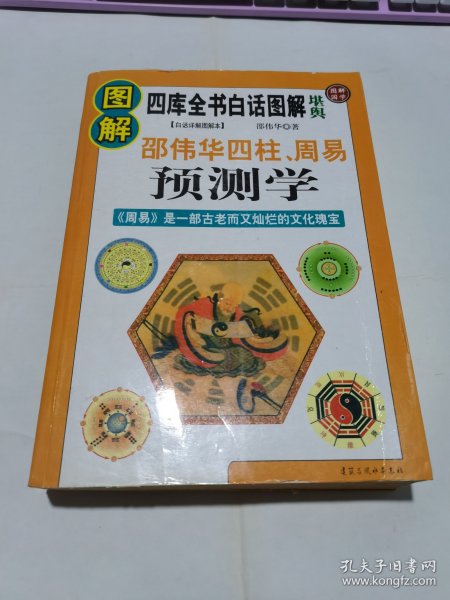 图解
四库全书白话图解
堪舆
图解国学
【白话详解图解本】
邵伟华◎著
邵伟华四柱、周易
预测学
《周易》是一部古老而又灿烂的文化瑰宝
孔夫子旧书网
www.kongfz.com